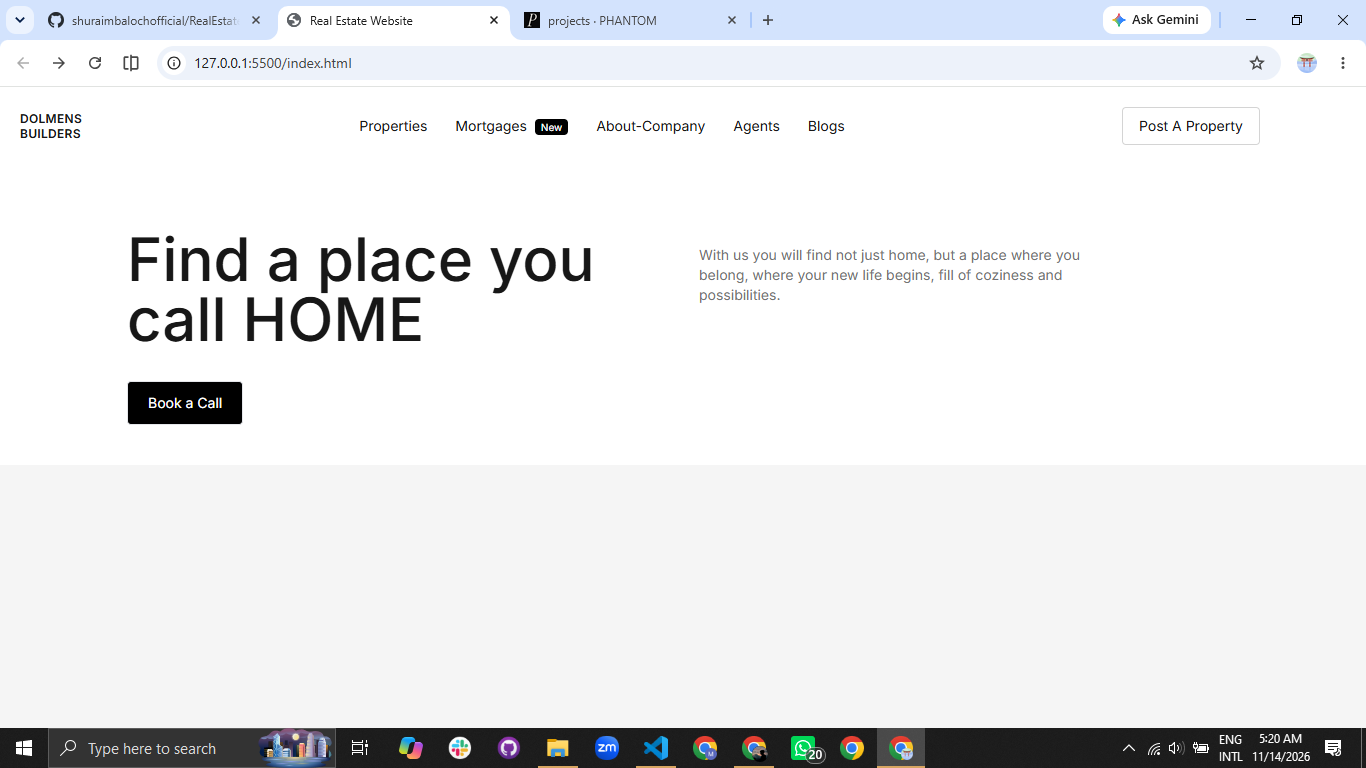 shuraimbalochofficial/RealEstat
Real Estate Website
projects · PHANTOM
Ask Gemini
127.0.0.1:5500/index.html
DOLMENS
BUILDERS
Properties
Mortgages New
About-Company
Agents
Blogs
Post A Property
Find a place you
call HOME
With us you will find not just home, but a place where you
belong, where your new life begins, fill of coziness and
possibilities.
Book a Call
Type here to search
zm
M
20
ENG
INTL
5:20 AM
11/14/2026